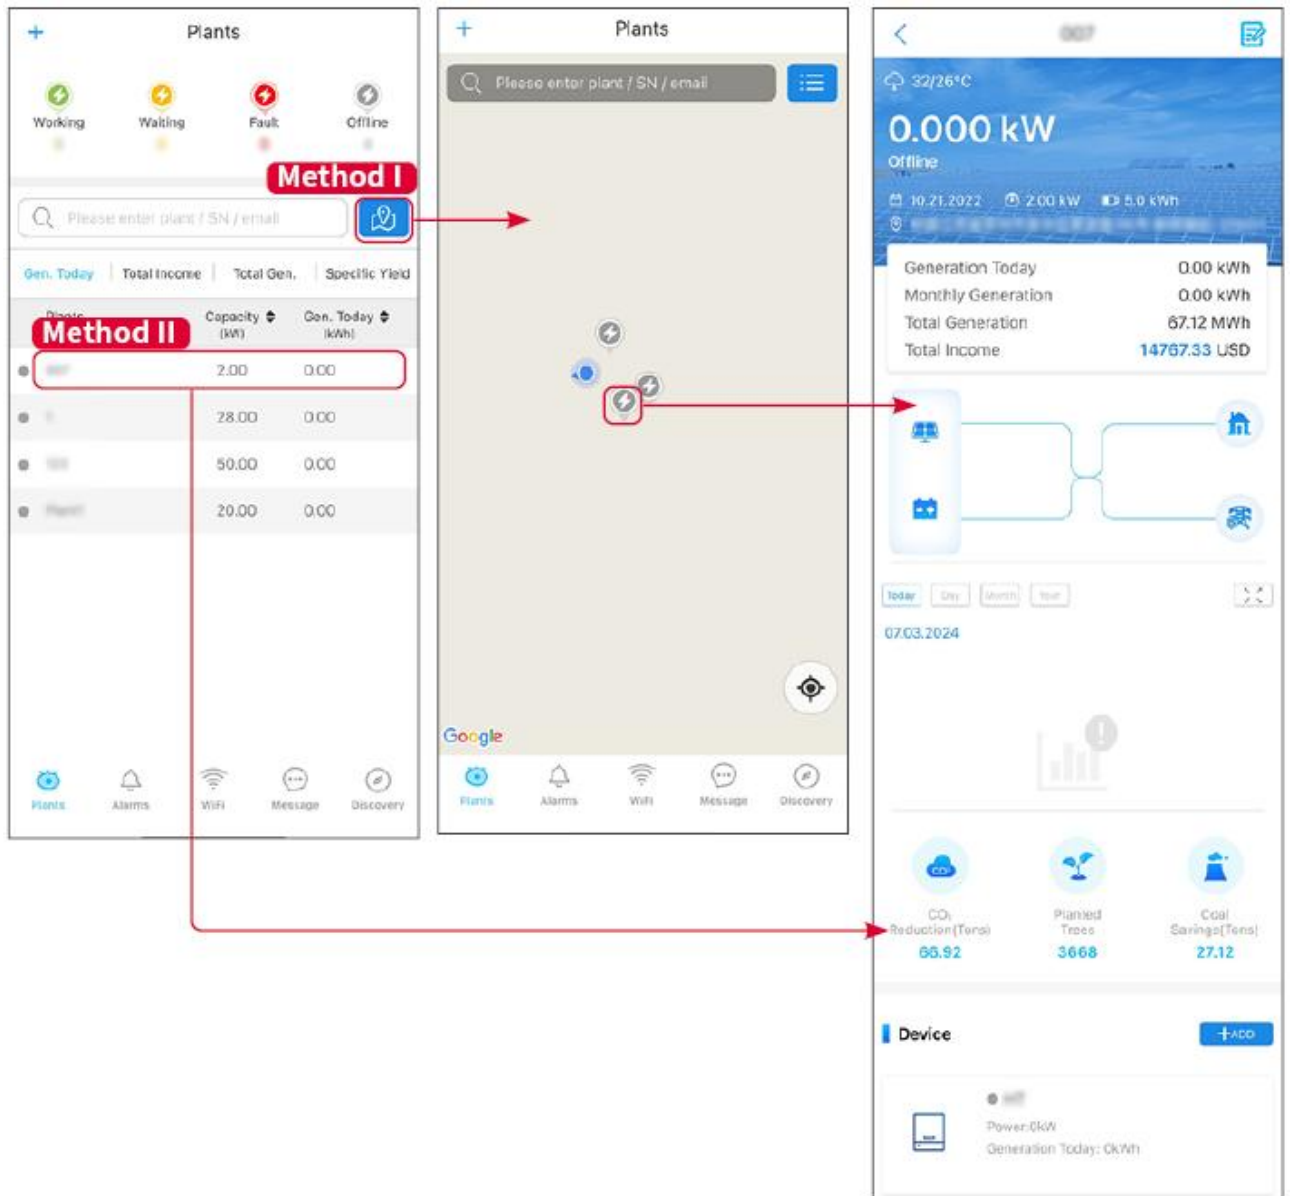 Plants
Working
Waiting
Fault
Offline
Method I
Please enter plant / SN / email
Gen. Today
Total Income
Total Gen.
Specific Yield
Plants
Capacity
(kW)
Gen. Today
(kWh)
Method II
2.00 0.00
28.00 0.00
50.00 0.00
20.00 0.00
Plants
Alarms
WiFi
Message
Discovery
Plants
Please enter plant / SN / email
Google
Plants
Alarms
WiFi
Message
Discovery
007
32/26°C
0.000 kW
Offline
10.21.2022 2.00 kW 5.0 kWh
Generation Today 0.00 kWh
Monthly Generation 0.00 kWh
Total Generation 67.12 MWh
Total Income 14767.33 USD
Today Day Month Year
07.03.2024
CO₂
Reduction(Tons)
66.92
Planted
Trees
3668
Coal
Savings(Tons)
27.12
Device
+ADD
Power:0kW
Generation Today: 0kWh